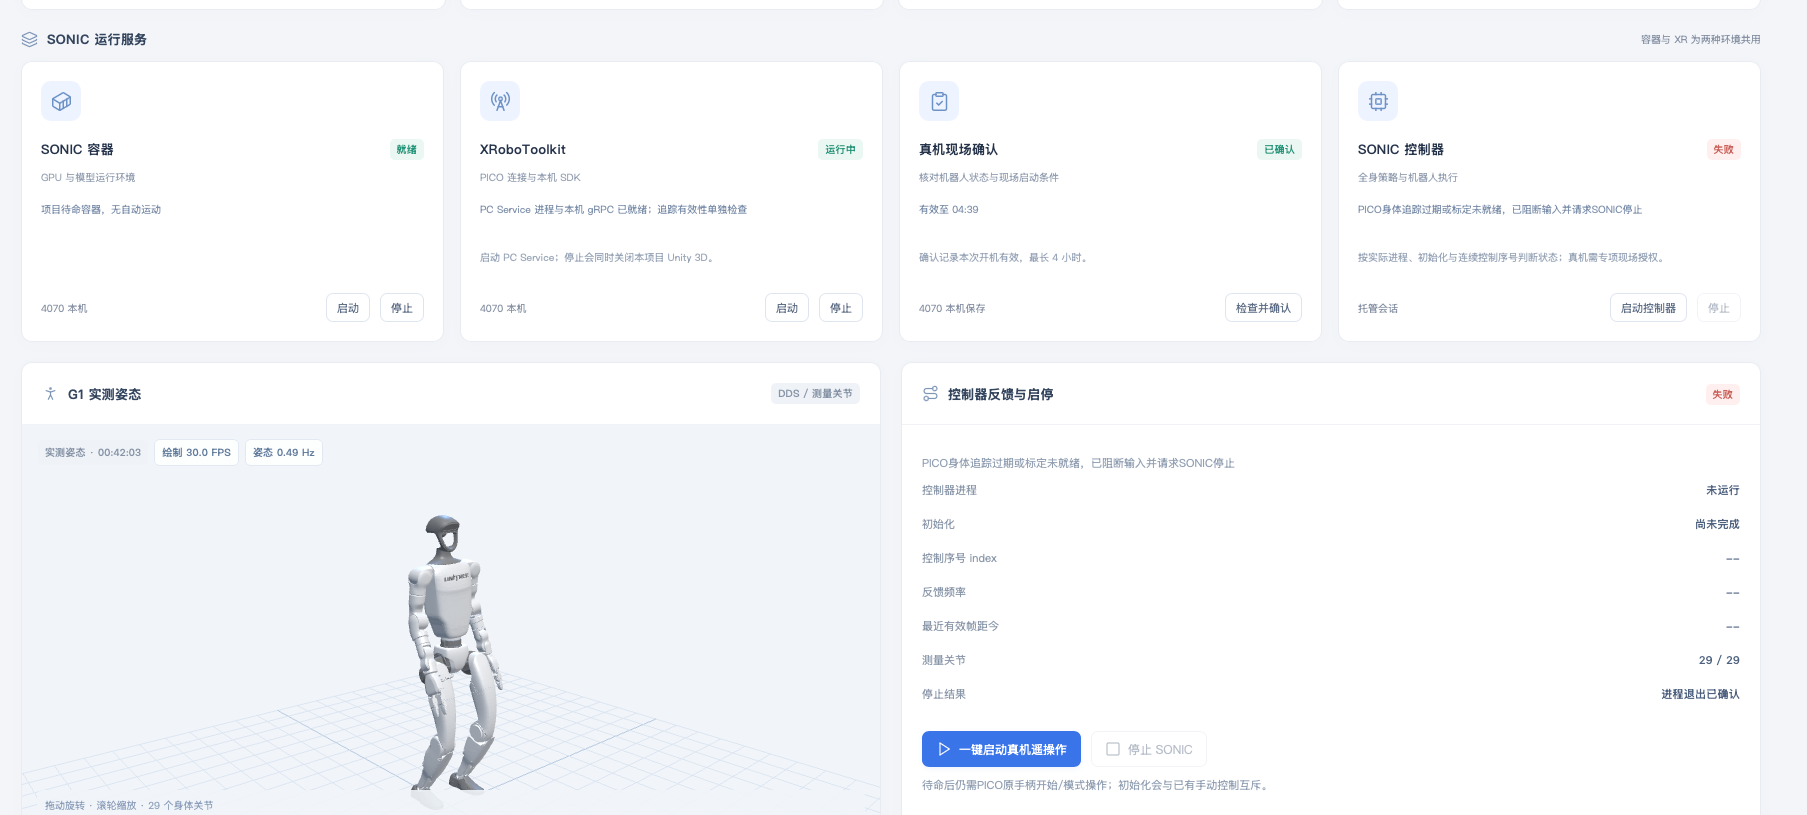 SONIC 运行服务
容器与 XR 为两种环境共用
SONIC 容器
就绪
GPU 与模型运行环境
项目待命容器，无自动运动
4070 本机
启动
停止
XRoboToolkit
运行中
PICO 连接与本机 SDK
PC Service 进程与本机 gRPC 已就绪；追踪有效性单独检查
启动 PC Service；停止会同时关闭本项目 Unity 3D。
4070 本机
启动
停止
真机现场确认
已确认
核对机器人状态与现场启动条件
有效至 04:39
确认记录本次开机有效，最长 4 小时。
4070 本机保存
检查并确认
SONIC 控制器
失败
全身策略与机器人执行
PICO身体追踪过期或标定未就绪，已阻断输入并请求SONIC停止
按实际进程、初始化与连续控制序号判断状态；真机需专项现场授权。
托管会话
启动控制器
停止
G1 实测姿态
DDS / 测量关节
实测姿态 · 00:42:03
绘制 30.0 FPS
姿态 0.49 Hz
拖动旋转 · 滚轮缩放 · 29 个身体关节
控制器反馈与启停
失败
PICO身体追踪过期或标定未就绪，已阻断输入并请求SONIC停止
控制器进程
未运行
初始化
尚未完成
控制序号 index
--
反馈频率
--
最近有效帧距今
--
测量关节
29 / 29
停止结果
进程退出已确认
一键启动真机遥操作
停止 SONIC
待命后仍需PICO原手柄开始/模式操作；初始化会与已有手动控制互斥。